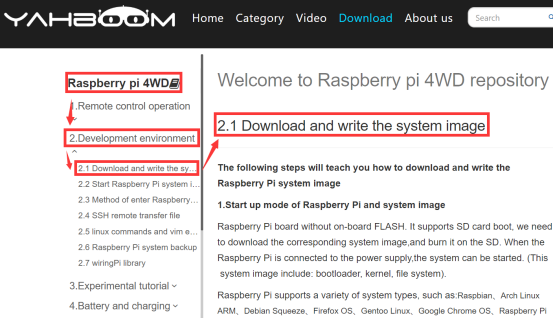 YAHBOOM
Home Category Video Download About us Search
Raspberry pi 4WD
1.Remote control operation
2.Development environment
2.1 Download and write the sy...
2.2 Start Raspberry Pi system i...
2.3 Method of enter Raspberry...
2.4 SSH remote transfer file
2.5 linux commands and vim e...
2.6 Raspberry Pi system backup
2.7 wiringPi library
3.Experimental tutorial
4.Battery and charging
Welcome to Raspberry pi 4WD repository
2.1 Download and write the system image
The following steps will teach you how to download and write the
Raspberry Pi system image
1.Start up mode of Raspberry Pi and system image
Raspberry Pi board without on-board FLASH. It supports SD card boot, we need
to download the corresponding system image,and burn it on the SD. When the
Raspberry Pi is connected to the power supply,the system can be started. (This
system image include: bootloader, kernel, file system).
Raspberry Pi supports a variety of system types, such as:Raspbian、Arch Linux
ARM、Debian Squeeze、Firefox OS、Gentoo Linux、Google Chrome OS、Raspberry Pi